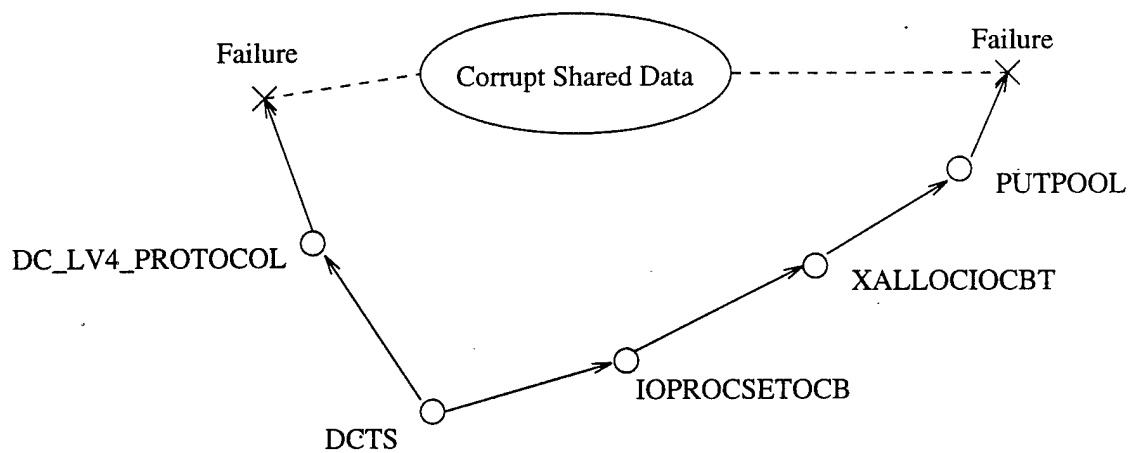 Failure
Corrupt Shared Data
Failure
PUTPOOL
DC_LV4_PROTOCOL
XALLOCIOCBT
IOPROCSETOCB
DCTS